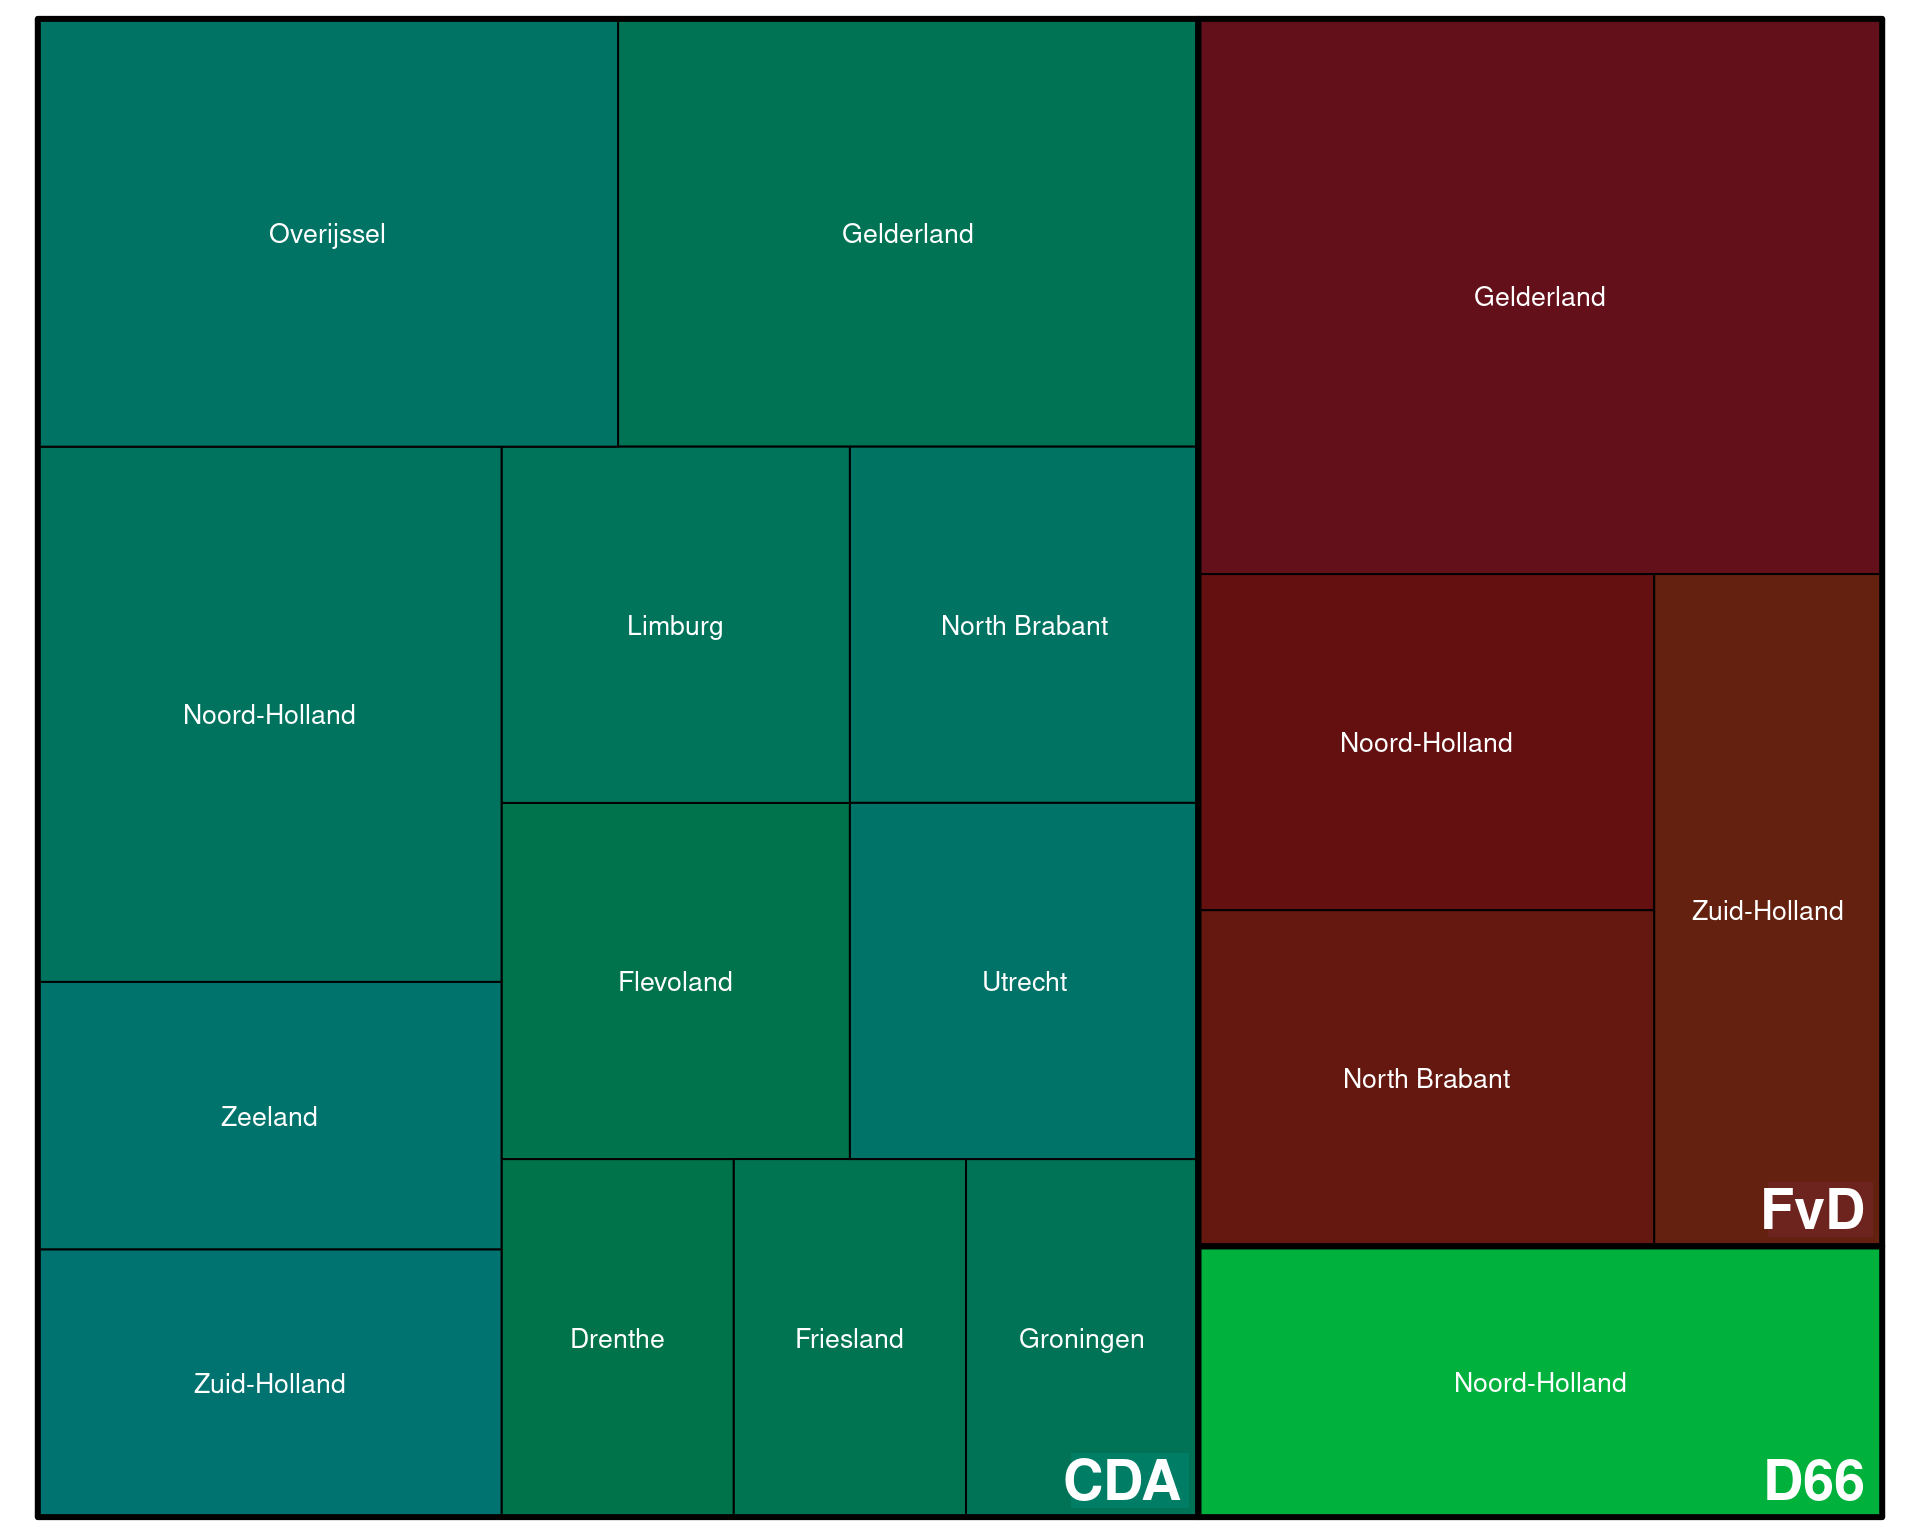 Overijssel
Gelderland
Gelderland
Noord-Holland
Limburg
North Brabant
Noord-Holland
Zuid-Holland
North Brabant
Flevoland
Utrecht
Zeeland
FvD
Zuid-Holland
Drenthe
Friesland
Groningen
CDA
Noord-Holland
D66